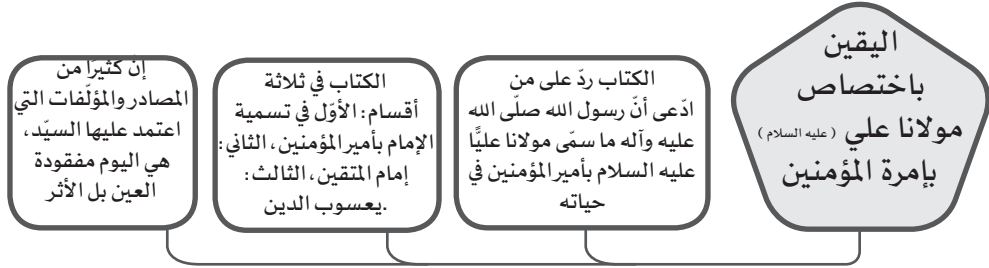 اليقين
باختصاص
مولانا علي (عليه السلام)
بإمرة المؤمنين
الكتاب ردّ على من
ادّعى أنّ رسول الله صلّى الله
عليه وآله ما سمّى مولانا عليًّا
عليه السلام بأمير المؤمنين في
حياته
الكتاب في ثلاثة
أقسام: الأوّل في تسمية
الإمام بأمير المؤمنين، الثاني:
إمام المتقين، الثالث:
يعسوب الدين.
إن كثيرًا من
المصادر والمؤلّفات التي
اعتمد عليها السيّد،
هي اليوم مفقودة
العين بل الأثر